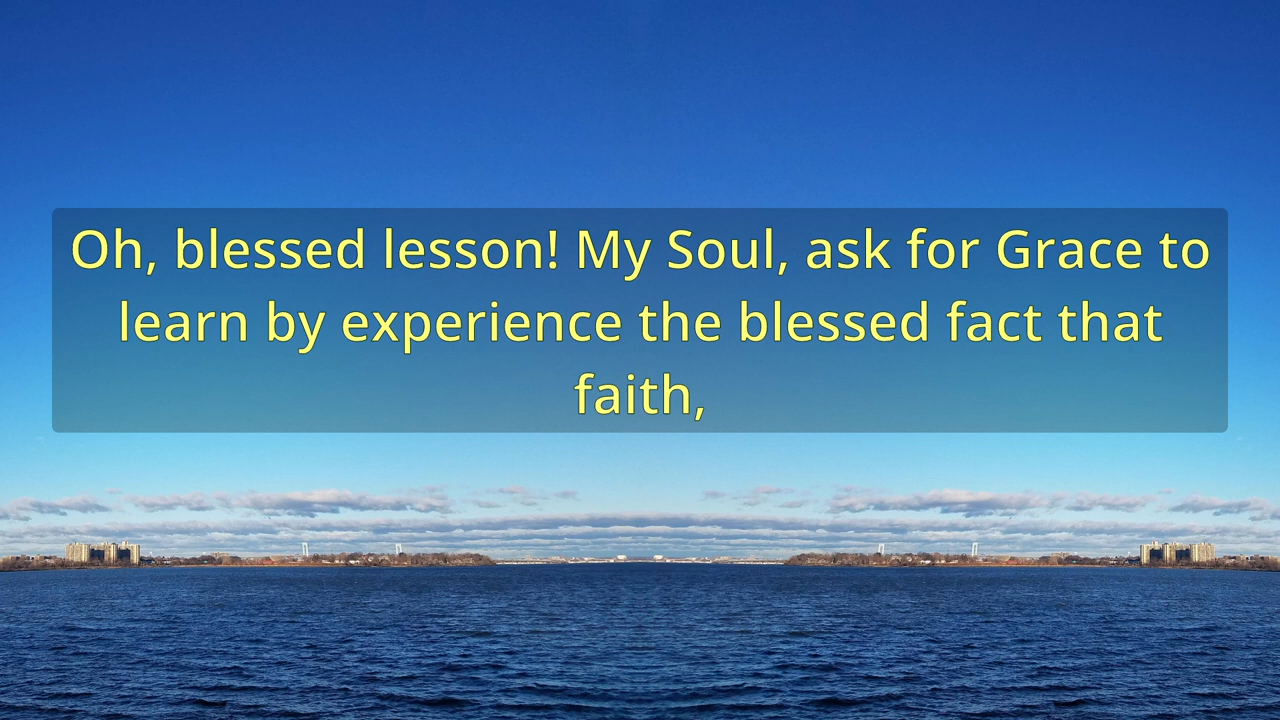 Oh, blessed lesson! My Soul, ask for Grace to
learn by experience the blessed fact that
faith,